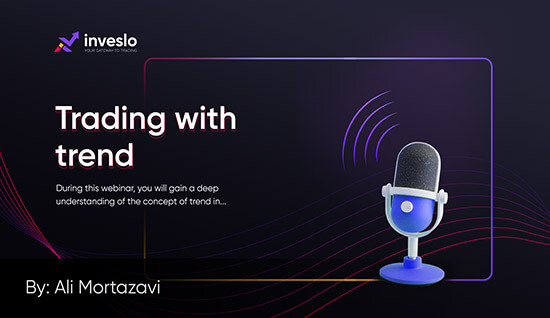 inveslo
YOUR GATEWAY TO TRADING
Trading with
trend
During this webinar, you will gain a deep
understanding of the concept of trend in...
By: Ali Mortazavi